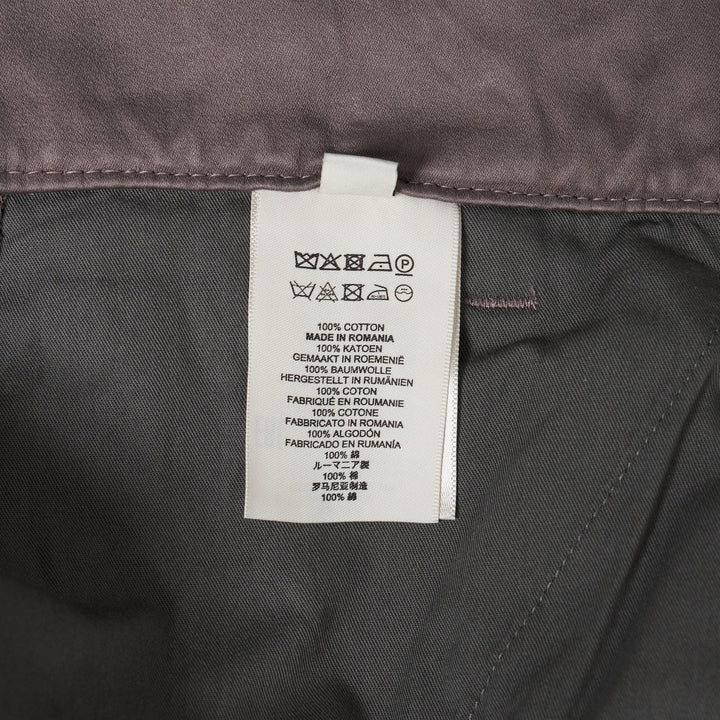 P
100% COTTON
MADE IN ROMANIA
100% KATOEN
GEMAAKT IN ROEMENIË
100% BAUMWOLLE
HERGESTELLT IN RUMÄNIEN
100% COTON
FABRIQUÉ EN ROUMANIE
100% COTONE
FABBRICATO IN ROMANIA
100% ALGODÓN
FABRICADO EN RUMANÍA
100% 綿
ルーマニア製
100% 棉
罗马尼亚制造
100% 綿